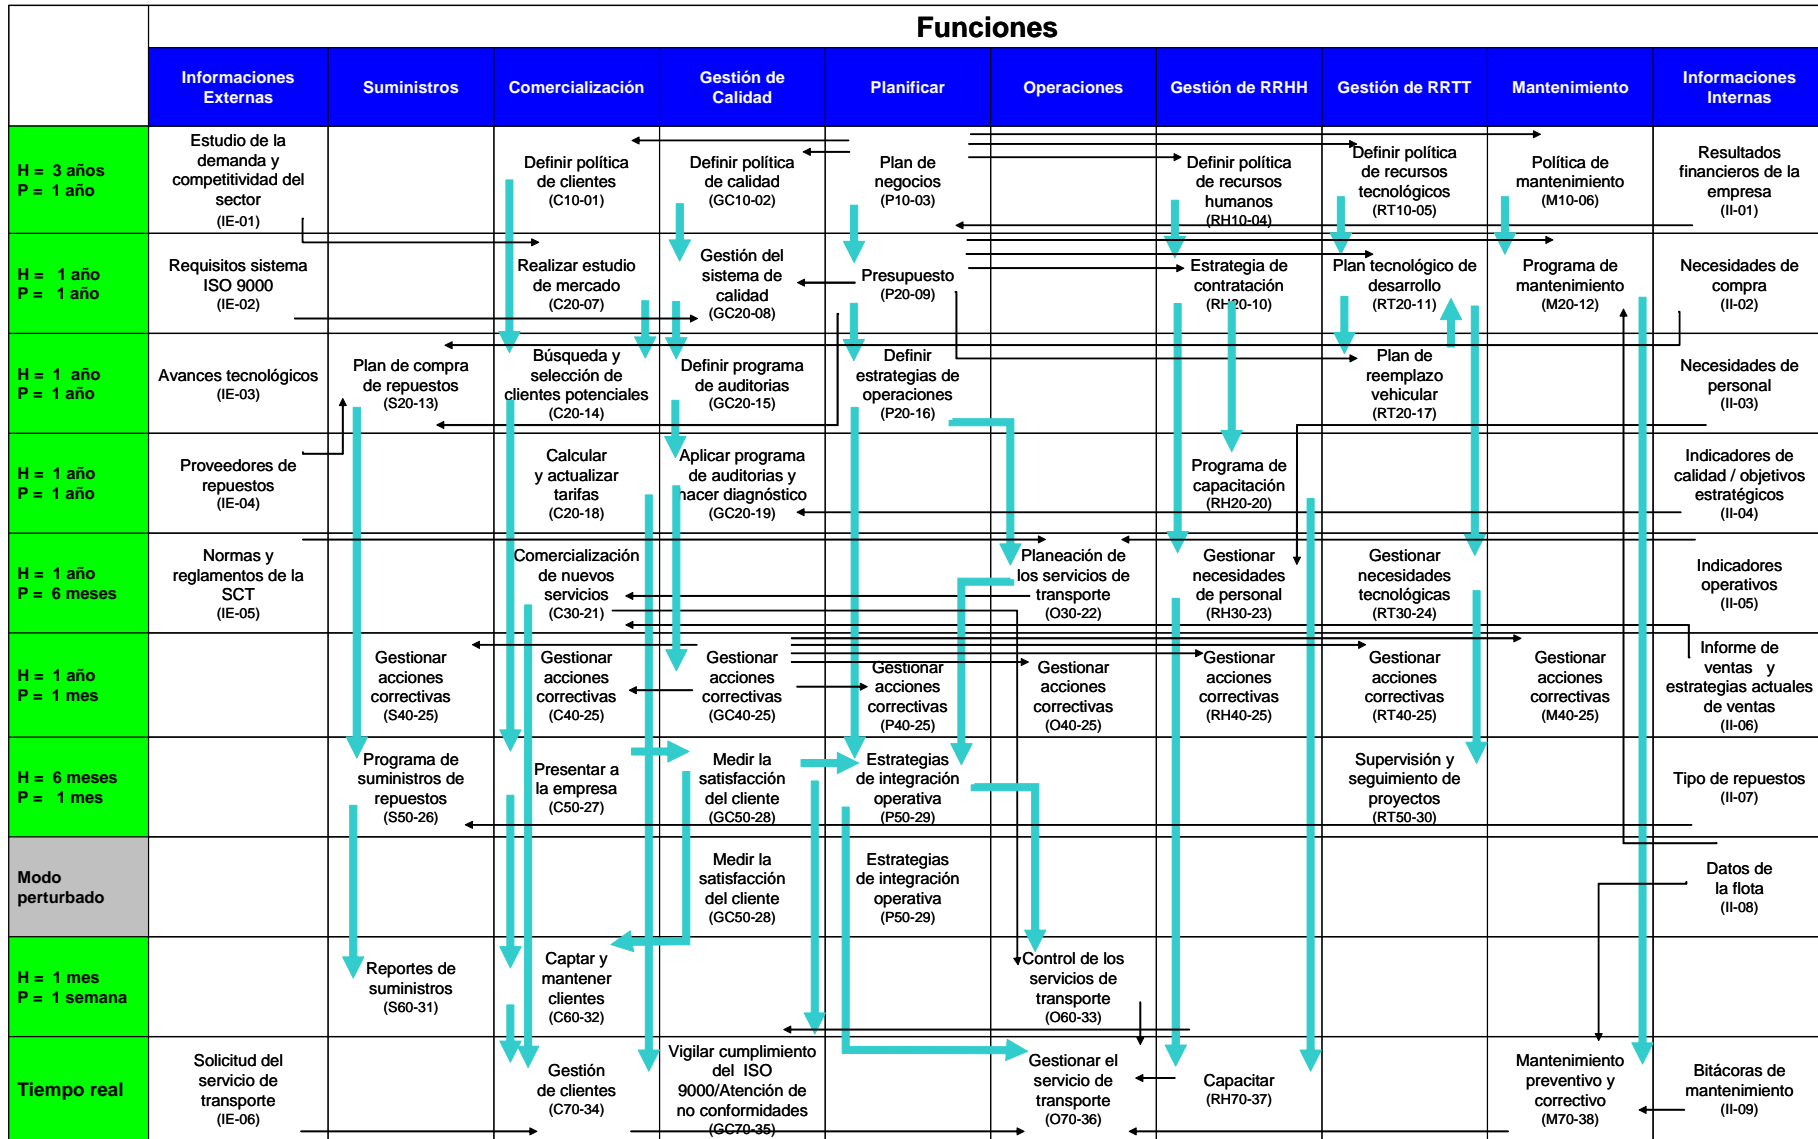 Funciones
Informaciones
Externas
Suministros
Comercialización
Gestión de
Calidad
Planificar
Operaciones
Gestión de RRHH
Gestión de RRTT
Mantenimiento
Informaciones
Internas
H = 3 años
P = 1 año
Estudio de la
demanda y
competitividad del
sector
(IE-01)
Definir política
de clientes
(C10-01)
Definir política
de calidad
(GC10-02)
Plan de
negocios
(P10-03)
Definir política
de recursos
humanos
(RH10-04)
Definir política
de recursos
tecnológicos
(RT10-05)
Política de
mantenimiento
(M10-06)
Resultados
financieros de la
empresa
(II-01)
H = 1 año
P = 1 año
Requisitos sistema
ISO 9000
(IE-02)
Realizar estudio
de mercado
(C20-07)
Gestión del
sistema de
calidad
(GC20-08)
Presupuesto
(P20-09)
Estrategia de
contratación
(RH20-10)
Plan tecnológico de
desarrollo
(RT20-11)
Programa de
mantenimiento
(M20-12)
Necesidades de
compra
(II-02)
H = 1 año
P = 1 año
Avances tecnológicos
(IE-03)
Plan de compra
de repuestos
(S20-13)
Búsqueda y
selección de
clientes potenciales
(C20-14)
Definir programa
de auditorias
(GC20-15)
Definir
estrategias de
operaciones
(P20-16)
Plan de
reemplazo
vehicular
(RT20-17)
Necesidades de
personal
(II-03)
H = 1 año
P = 1 año
Proveedores de
repuestos
(IE-04)
Calcular
y actualizar
tarifas
(C20-18)
Aplicar programa
de auditorias y
hacer diagnóstico
(GC20-19)
Programa de
capacitación
(RH20-20)
Indicadores de
calidad / objetivos
estratégicos
(II-04)
H = 1 año
P = 6 meses
Normas y
reglamentos de la
SCT
(IE-05)
Comercialización
de nuevos
servicios
(C30-21)
Planeación de
los servicios de
transporte
(O30-22)
Gestionar
necesidades
de personal
(RH30-23)
Gestionar
necesidades
tecnológicas
(RT30-24)
Indicadores
operativos
(II-05)
H = 1 año
P = 1 mes
Gestionar
acciones
correctivas
(S40-25)
Gestionar
acciones
correctivas
(C40-25)
Gestionar
acciones
correctivas
(GC40-25)
Gestionar
acciones
correctivas
(P40-25)
Gestionar
acciones
correctivas
(O40-25)
Gestionar
acciones
correctivas
(RH40-25)
Gestionar
acciones
correctivas
(RT40-25)
Gestionar
acciones
correctivas
(M40-25)
Informe de
ventas y
estrategias actuales
de ventas
(II-06)
H = 6 meses
P = 1 mes
Programa de
suministros de
repuestos
(S50-26)
Presentar a
la empresa
(C50-27)
Medir la
satisfacción
del cliente
(GC50-28)
Estrategias
de integración
operativa
(P50-29)
Supervisión y
seguimiento de
proyectos
(RT50-30)
Tipo de repuestos
(II-07)
Modo
perturbado
Medir la
satisfacción
del cliente
(GC50-28)
Estrategias
de integración
operativa
(P50-29)
Datos de
la flota
(II-08)
H = 1 mes
P = 1 semana
Reportes de
suministros
(S60-31)
Captar y
mantener
clientes
(C60-32)
Control de los
servicios de
transporte
(O60-33)
Tiempo real
Solicitud del
servicio de
transporte
(IE-06)
Gestión
de clientes
(C70-34)
Vigilar cumplimiento
del ISO
9000/Atención de
no conformidades
(GC70-35)
Gestionar el
servicio de
transporte
(O70-36)
Capacitar
(RH70-37)
Mantenimiento
preventivo y
correctivo
(M70-38)
Bitácoras de
mantenimiento
(II-09)